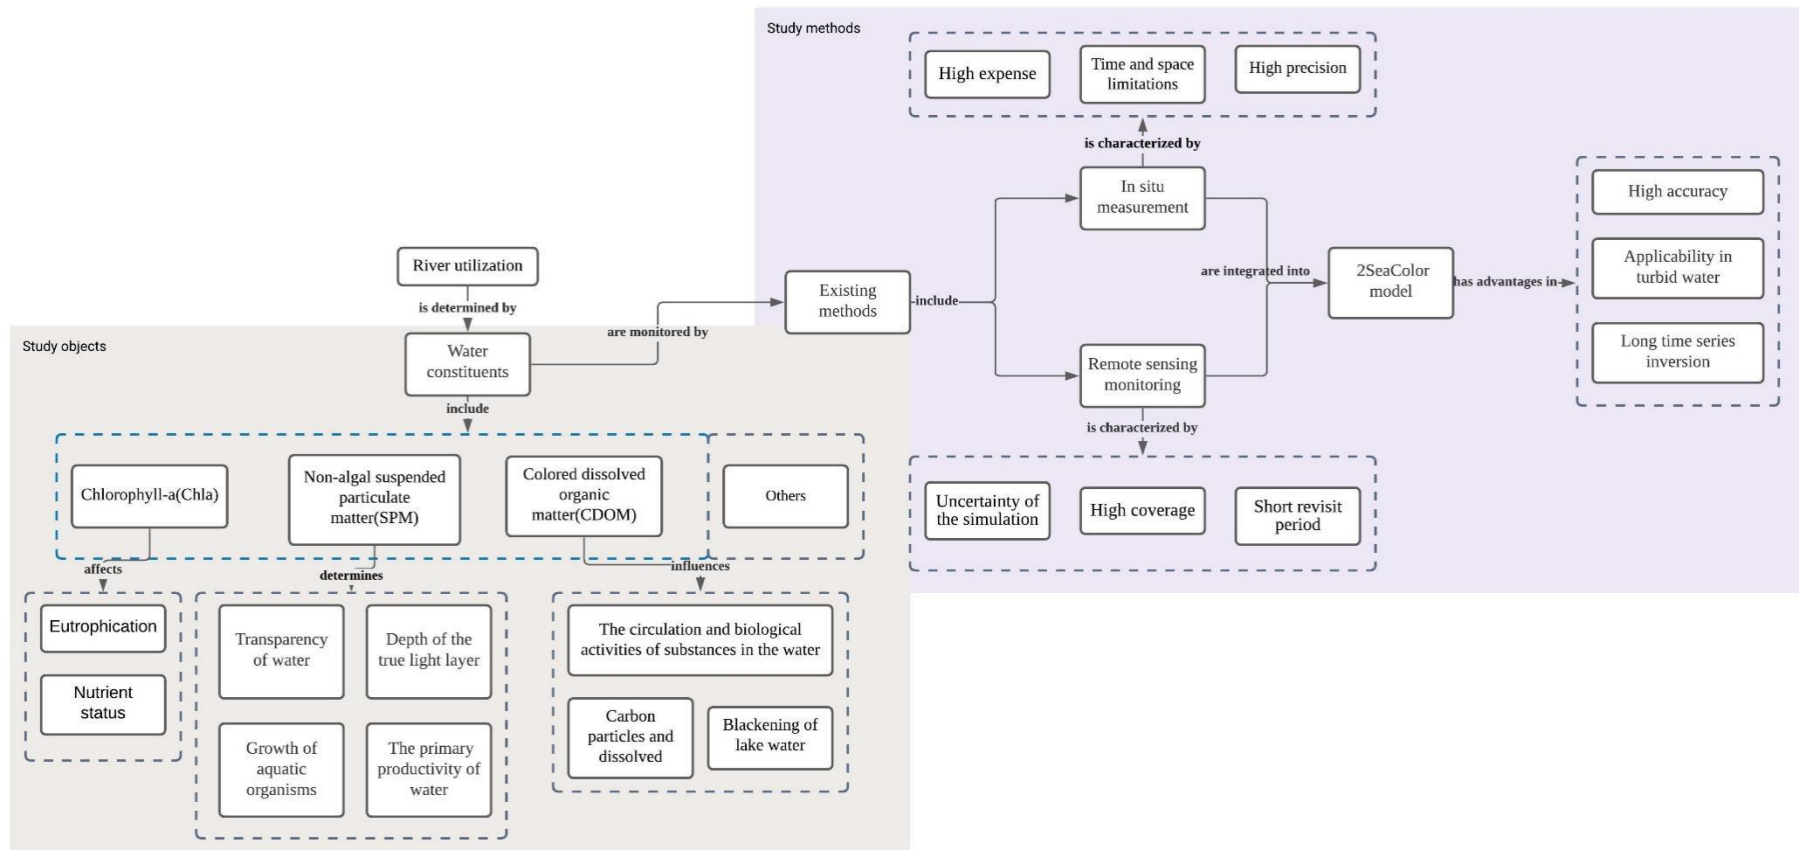 Study methods
High expense
Time and space
limitations
High precision
is characterized by
In situ
measurement
High accuracy
Applicability in
turbid water
Long time series
inversion
River utilization
is determined by
Existing
methods
include
are integrated into
2SeaColor
model
has advantages in
are monitored by
Remote sensing
monitoring
is characterized by
Uncertainty of
the simulation
High coverage
Short revisit
period
Study objects
Water
constituents
include
Chlorophyll-a(Chla)
Non-algal suspended
particulate
matter(SPM)
Colored dissolved
organic
matter(CDOM)
Others
affects
determines
influences
Eutrophication
Nutrient
status
Transparency
of water
Depth of the
true light layer
Growth of
aquatic
organisms
The primary
productivity of
water
The circulation and biological
activities of substances in the water
Carbon
particles and
dissolved
Blackening of
lake water